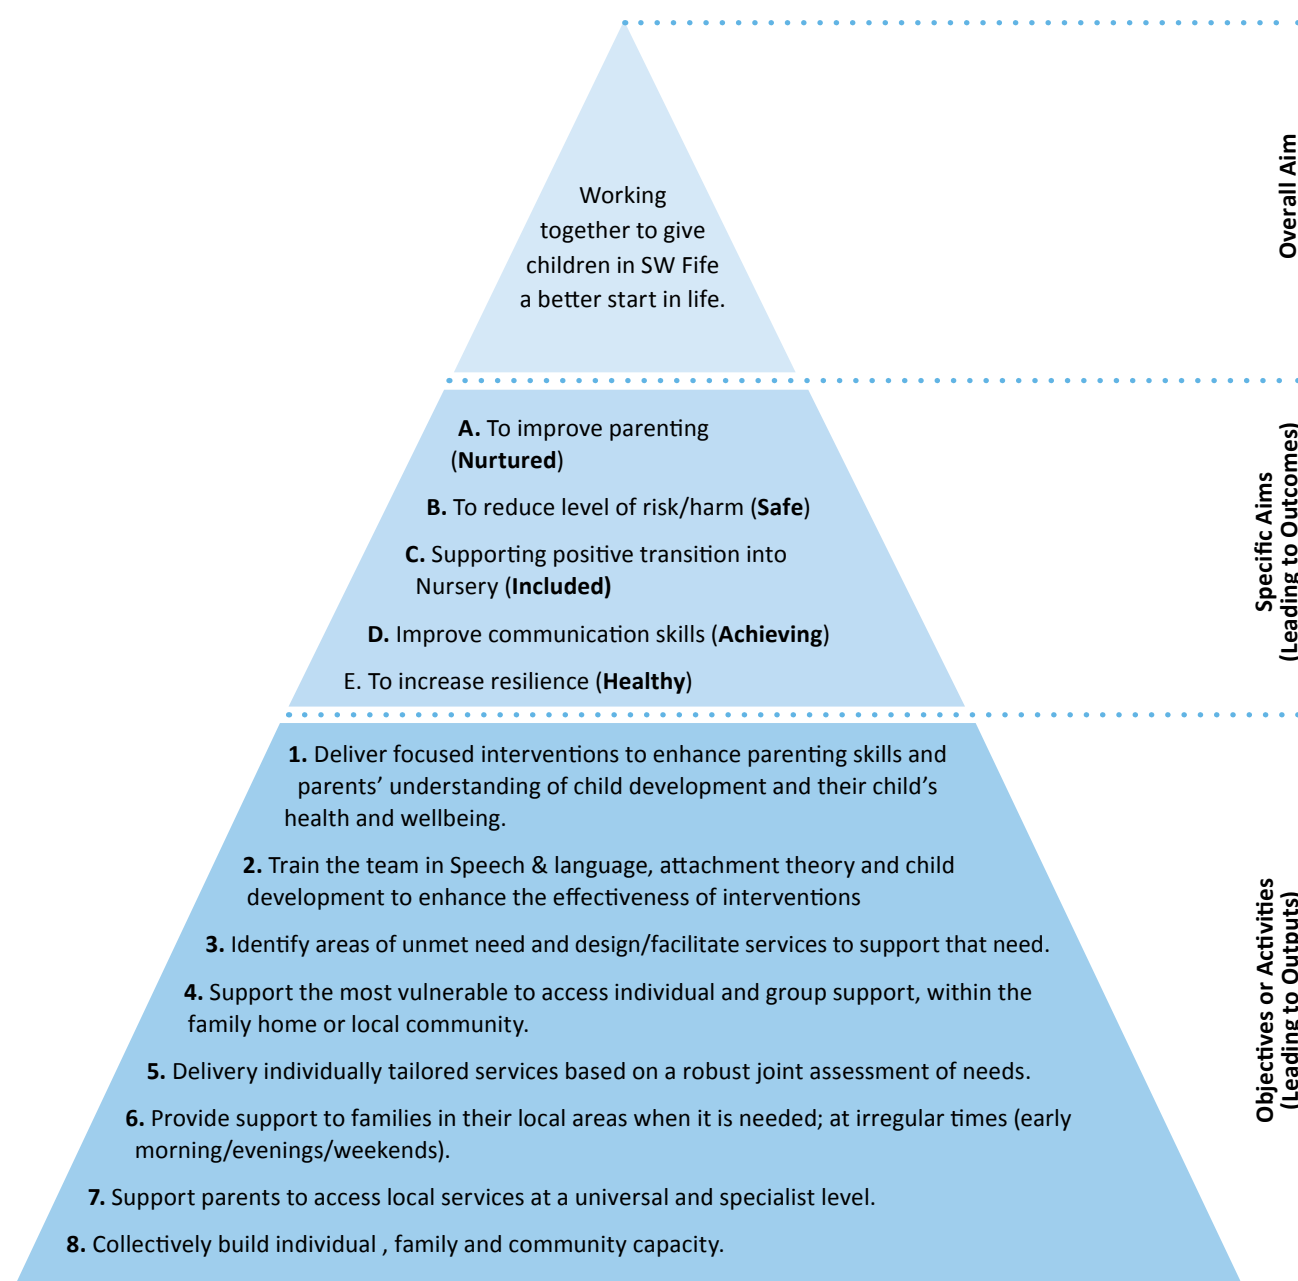 Working
together to give
children in SW Fife
a better start in life.
Overall Aim
A. To improve parenting
(Nurtured)
B. To reduce level of risk/harm (Safe)
C. Supporting positive transition into
Nursery (Included)
D. Improve communication skills (Achieving)
E. To increase resilience (Healthy)
Specific Aims
(Leading to Outcomes)
1. Deliver focused interventions to enhance parenting skills and
parents’ understanding of child development and their child’s
health and wellbeing.
2. Train the team in Speech & language, attachment theory and child
development to enhance the effectiveness of interventions
3. Identify areas of unmet need and design/facilitate services to support that need.
4. Support the most vulnerable to access individual and group support, within the
family home or local community.
5. Delivery individually tailored services based on a robust joint assessment of needs.
6. Provide support to families in their local areas when it is needed; at irregular times (early
morning/evenings/weekends).
7. Support parents to access local services at a universal and specialist level.
8. Collectively build individual , family and community capacity.
Objectives or Activities
(Leading to Outputs)